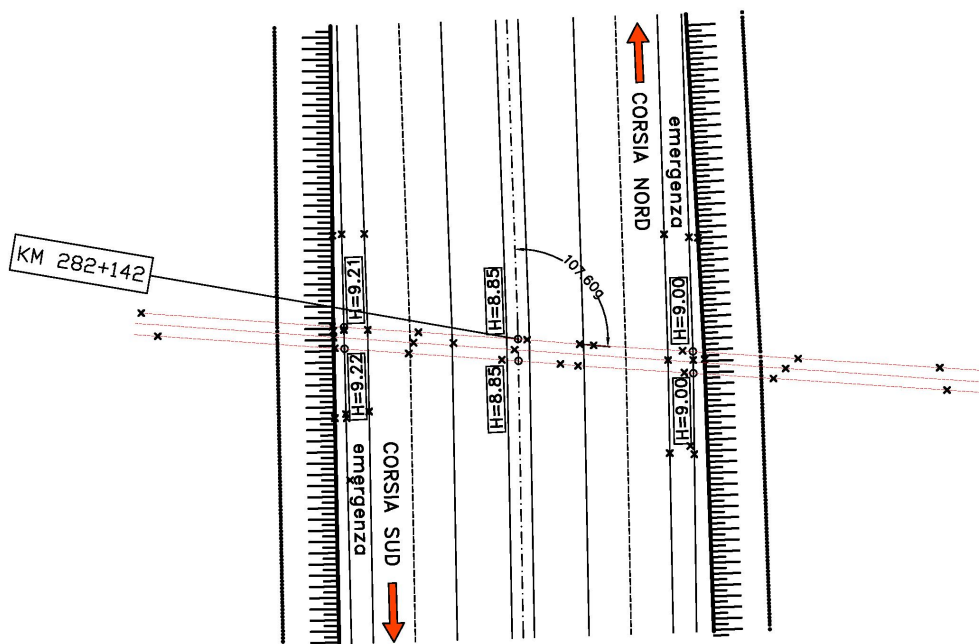 CORSIA NORD
emergenza
KM 282+142
H=9.21
H=8.85
107.60g
H=9.00
H=9.22
H=8.85
H=9.00
emergenza
CORSIA SUD